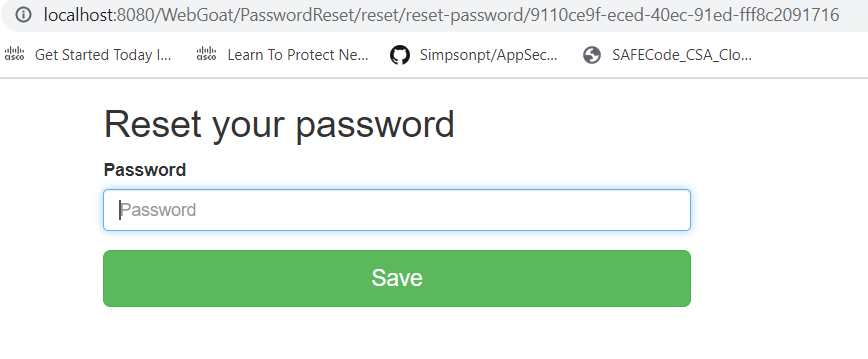 localhost:8080/WebGoat/PasswordReset/reset/reset-password/9110ce9f-eced-40ec-91ed-fff8c2091716
cisco Get Started Today I... cisco Learn To Protect Ne... Simpsonpt/AppSec... SAFECode_CSA_Clo...
Reset your password
Password
Password
Save